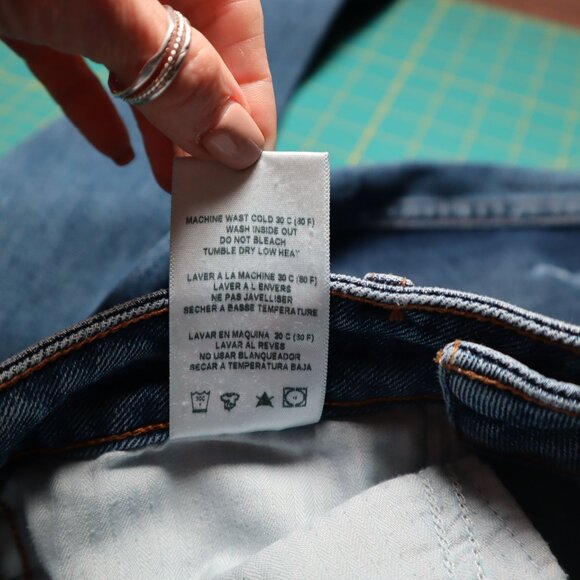 MACHINE WAST COLD 30 C (80 F)
WASH INSIDE OUT
DO NOT BLEACH
TUMBLE DRY LOW HEAY
LAVER A LA MACHINE 30 C (80 F)
LAVER A L ENVERS
NE PAS JAVELLISER
SECHER A BASSE TEMPERATURE
LAVAR EN MAQUINA 30 C (80 F)
LAVAR AL REVES
NO USAR BLANQUEADOR
SECAR A TEMPERATURA BAJA